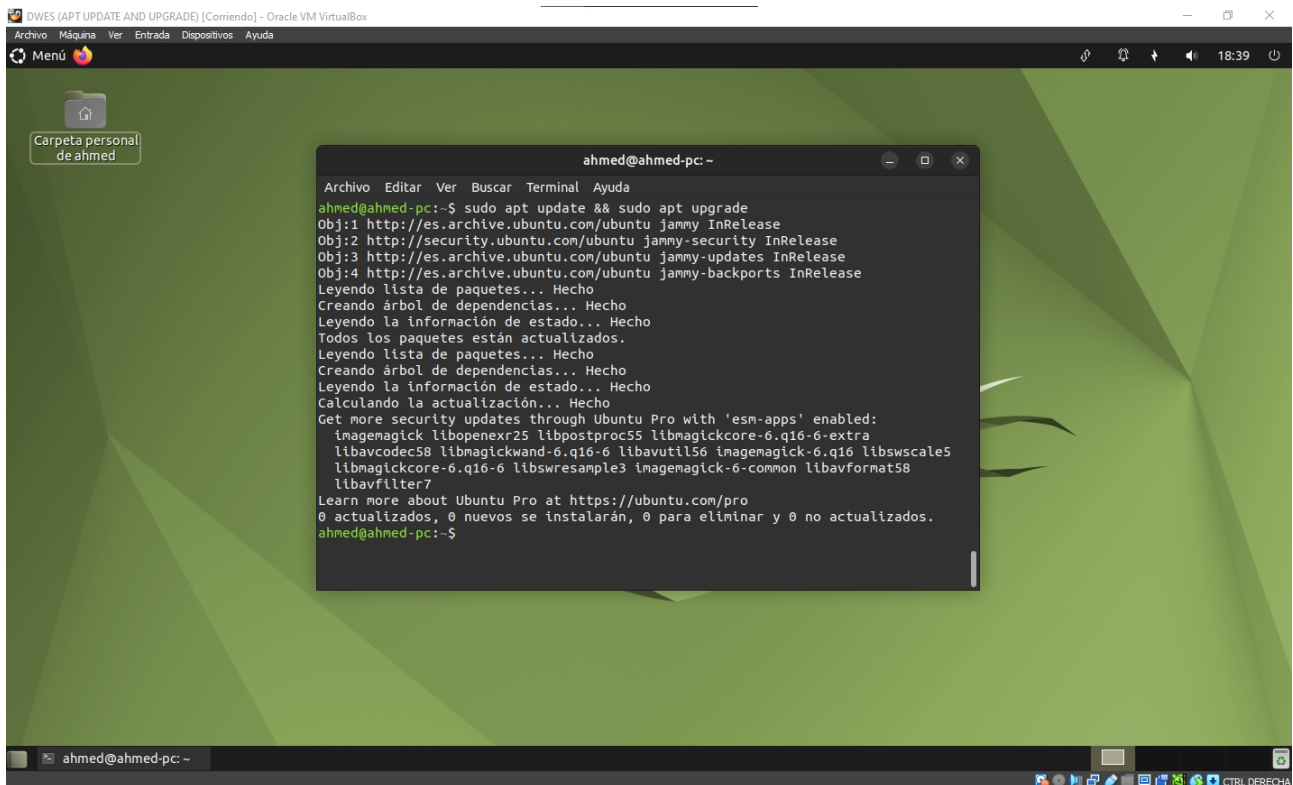 DWES (APT UPDATE AND UPGRADE) [Corriendo] - Oracle VM VirtualBox
Archivo Máquina Ver Entrada Dispositivos Ayuda
Menú 18:39
Carpeta personal
de ahmed
ahmed@ahmed-pc: ~
Archivo Editar Ver Buscar Terminal Ayuda
ahmed@ahmed-pc:~$ sudo apt update && sudo apt upgrade
Obj:1 http://es.archive.ubuntu.com/ubuntu jammy InRelease
Obj:2 http://security.ubuntu.com/ubuntu jammy-security InRelease
Obj:3 http://es.archive.ubuntu.com/ubuntu jammy-updates InRelease
Obj:4 http://es.archive.ubuntu.com/ubuntu jammy-backports InRelease
Leyendo lista de paquetes... Hecho
Creando árbol de dependencias... Hecho
Leyendo la información de estado... Hecho
Todos los paquetes están actualizados.
Leyendo lista de paquetes... Hecho
Creando árbol de dependencias... Hecho
Leyendo la información de estado... Hecho
Calculando la actualización... Hecho
Get more security updates through Ubuntu Pro with 'esm-apps' enabled:
imagemagick libopenexr25 libpostproc55 libmagickcore-6.q16-6-extra
libavcodec58 libmagickwand-6.q16-6 libavutil56 imagemagick-6.q16 libswscale5
libmagickcore-6.q16-6 libswresample3 imagemagick-6-common libavformat58
libavfilter7
Learn more about Ubuntu Pro at https://ubuntu.com/pro
0 actualizados, 0 nuevos se instalarán, 0 para eliminar y 0 no actualizados.
ahmed@ahmed-pc:~$
ahmed@ahmed-pc: ~
CTRL DERECHA